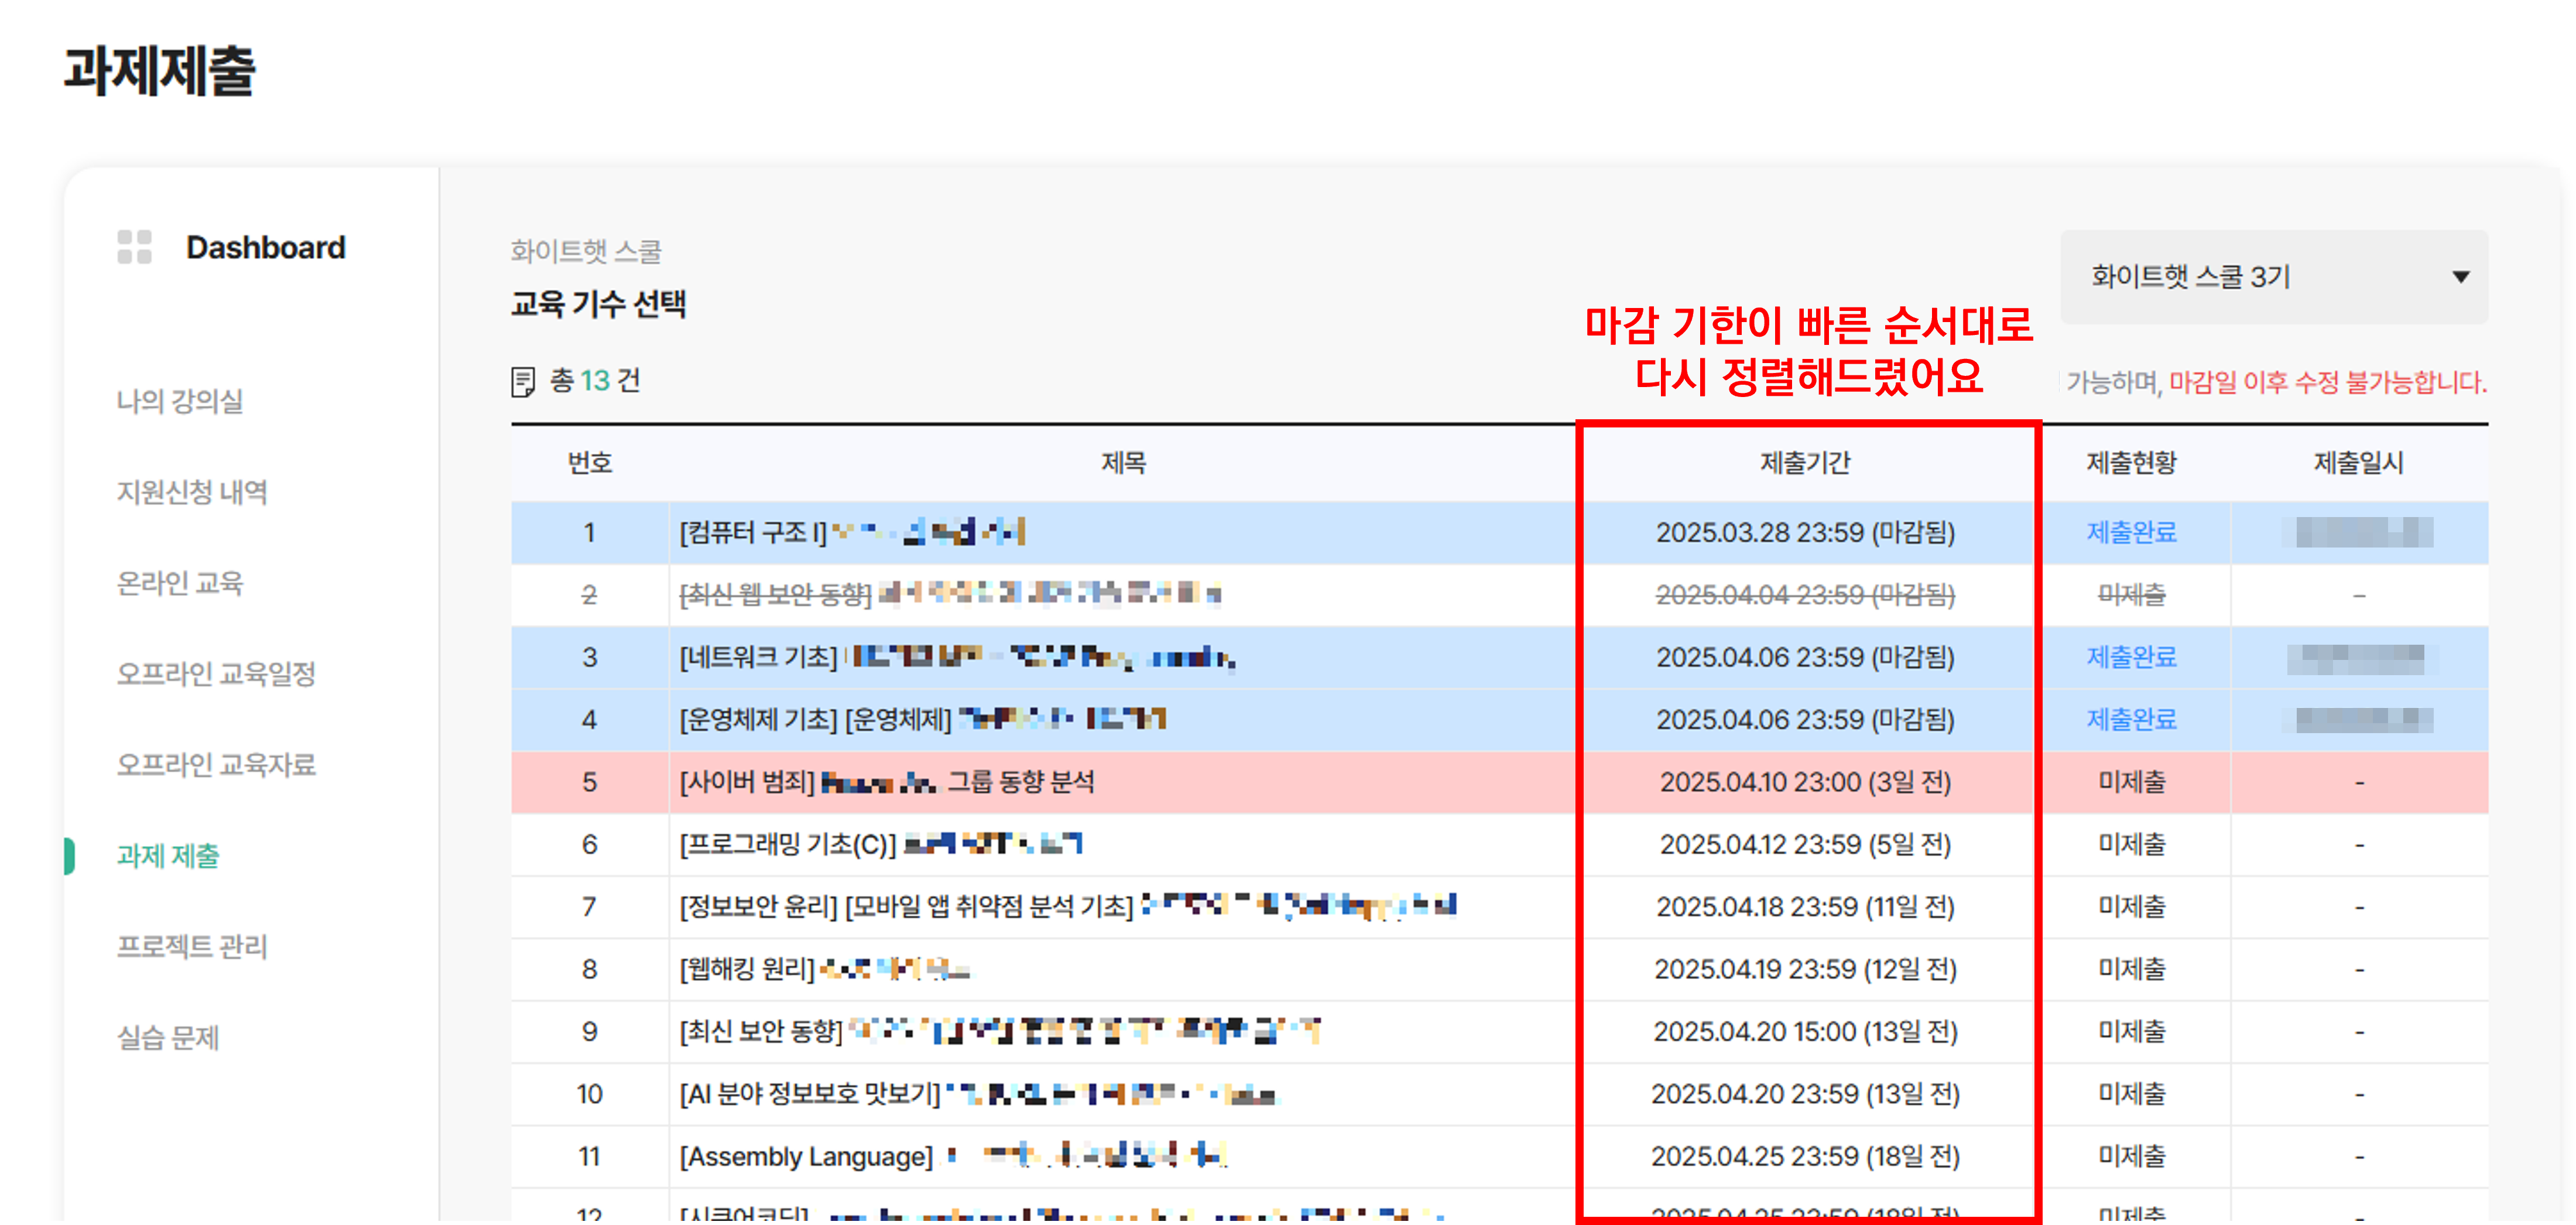 과제제출
Dashboard
나의 강의실
지원신청 내역
온라인 교육
오프라인 교육일정
오프라인 교육자료
과제 제출
프로젝트 관리
실습 문제
화이트햇 스쿨
교육 기수 선택
화이트햇 스쿨 3기
마감 기한이 빠른 순서대로
다시 정렬해드렸어요
총 13 건
가능하며, 마감일 이후 수정 불가능합니다.
번호 제목 제출기간 제출현황 제출일시
1 [컴퓨터 구조 I] 2025.03.28 23:59 (마감됨) 제출완료
2 [최신 웹 보안 동향] 2025.04.04 23:59 (마감됨) 미제출 -
3 [네트워크 기초] 2025.04.06 23:59 (마감됨) 제출완료
4 [운영체제 기초] [운영체제] 2025.04.06 23:59 (마감됨) 제출완료
5 [사이버 범죄] 그룹 동향 분석 2025.04.10 23:00 (3일 전) 미제출 -
6 [프로그래밍 기초(C)] 2025.04.12 23:59 (5일 전) 미제출 -
7 [정보보안 윤리] [모바일 앱 취약점 분석 기초] 2025.04.18 23:59 (11일 전) 미제출 -
8 [웹해킹 원리] 2025.04.19 23:59 (12일 전) 미제출 -
9 [최신 보안 동향] 2025.04.20 15:00 (13일 전) 미제출 -
10 [AI 분야 정보보호 맛보기] 2025.04.20 23:59 (13일 전) 미제출 -
11 [Assembly Language] 2025.04.25 23:59 (18일 전) 미제출 -
12 [시큐어코딩] 2025.04.25 23:59 (18일 전) 미제출 -